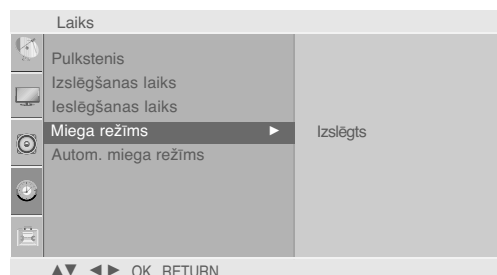 Laiks
Pulkstenis
Izslēgšanas laiks
Ieslēgšanas laiks
Miega režīms ► Izslēgts
Autom. miega režīms
▲▼ ◄► OK RETURN